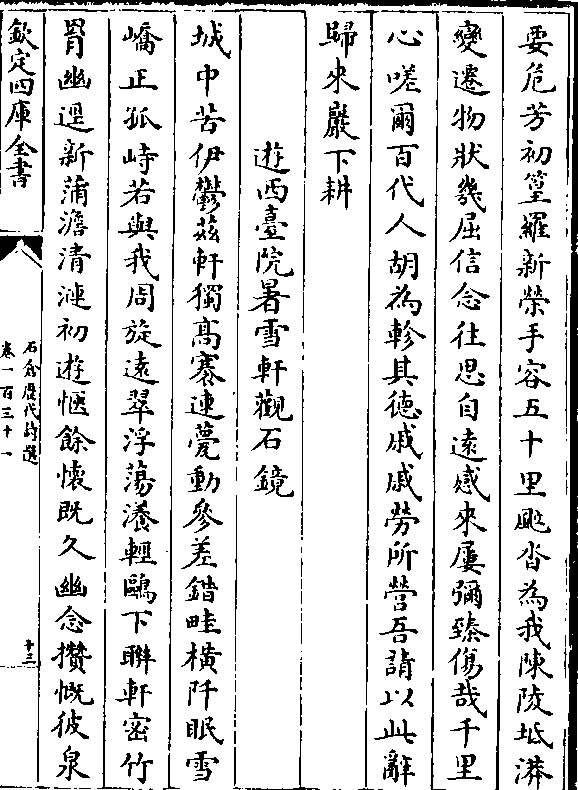 要危芳初篁羅新榮手容五十里颰沓為我陳陵坻漭
變遷物狀幾屈信念往思自遠感來屢彌臻傷哉千里
心嗟爾百代人胡為軫其德戚戚勞所營吾請以此辭
歸來巖下耕
遊西臺院暑雪軒觀石鏡
城中苦伊鬱茲軒獨高褰連甍動參差錯畦橫阡眠雪
嶠正孤峙若與我周旋遠翠浮蕩瀁輕鷗下聯軒密竹
罥幽逕新蒲澹清漣初遊愜餘懷既久幽念攢慨彼泉
欽定四庫全書
石倉歷代詩選
卷一百三十一
十三